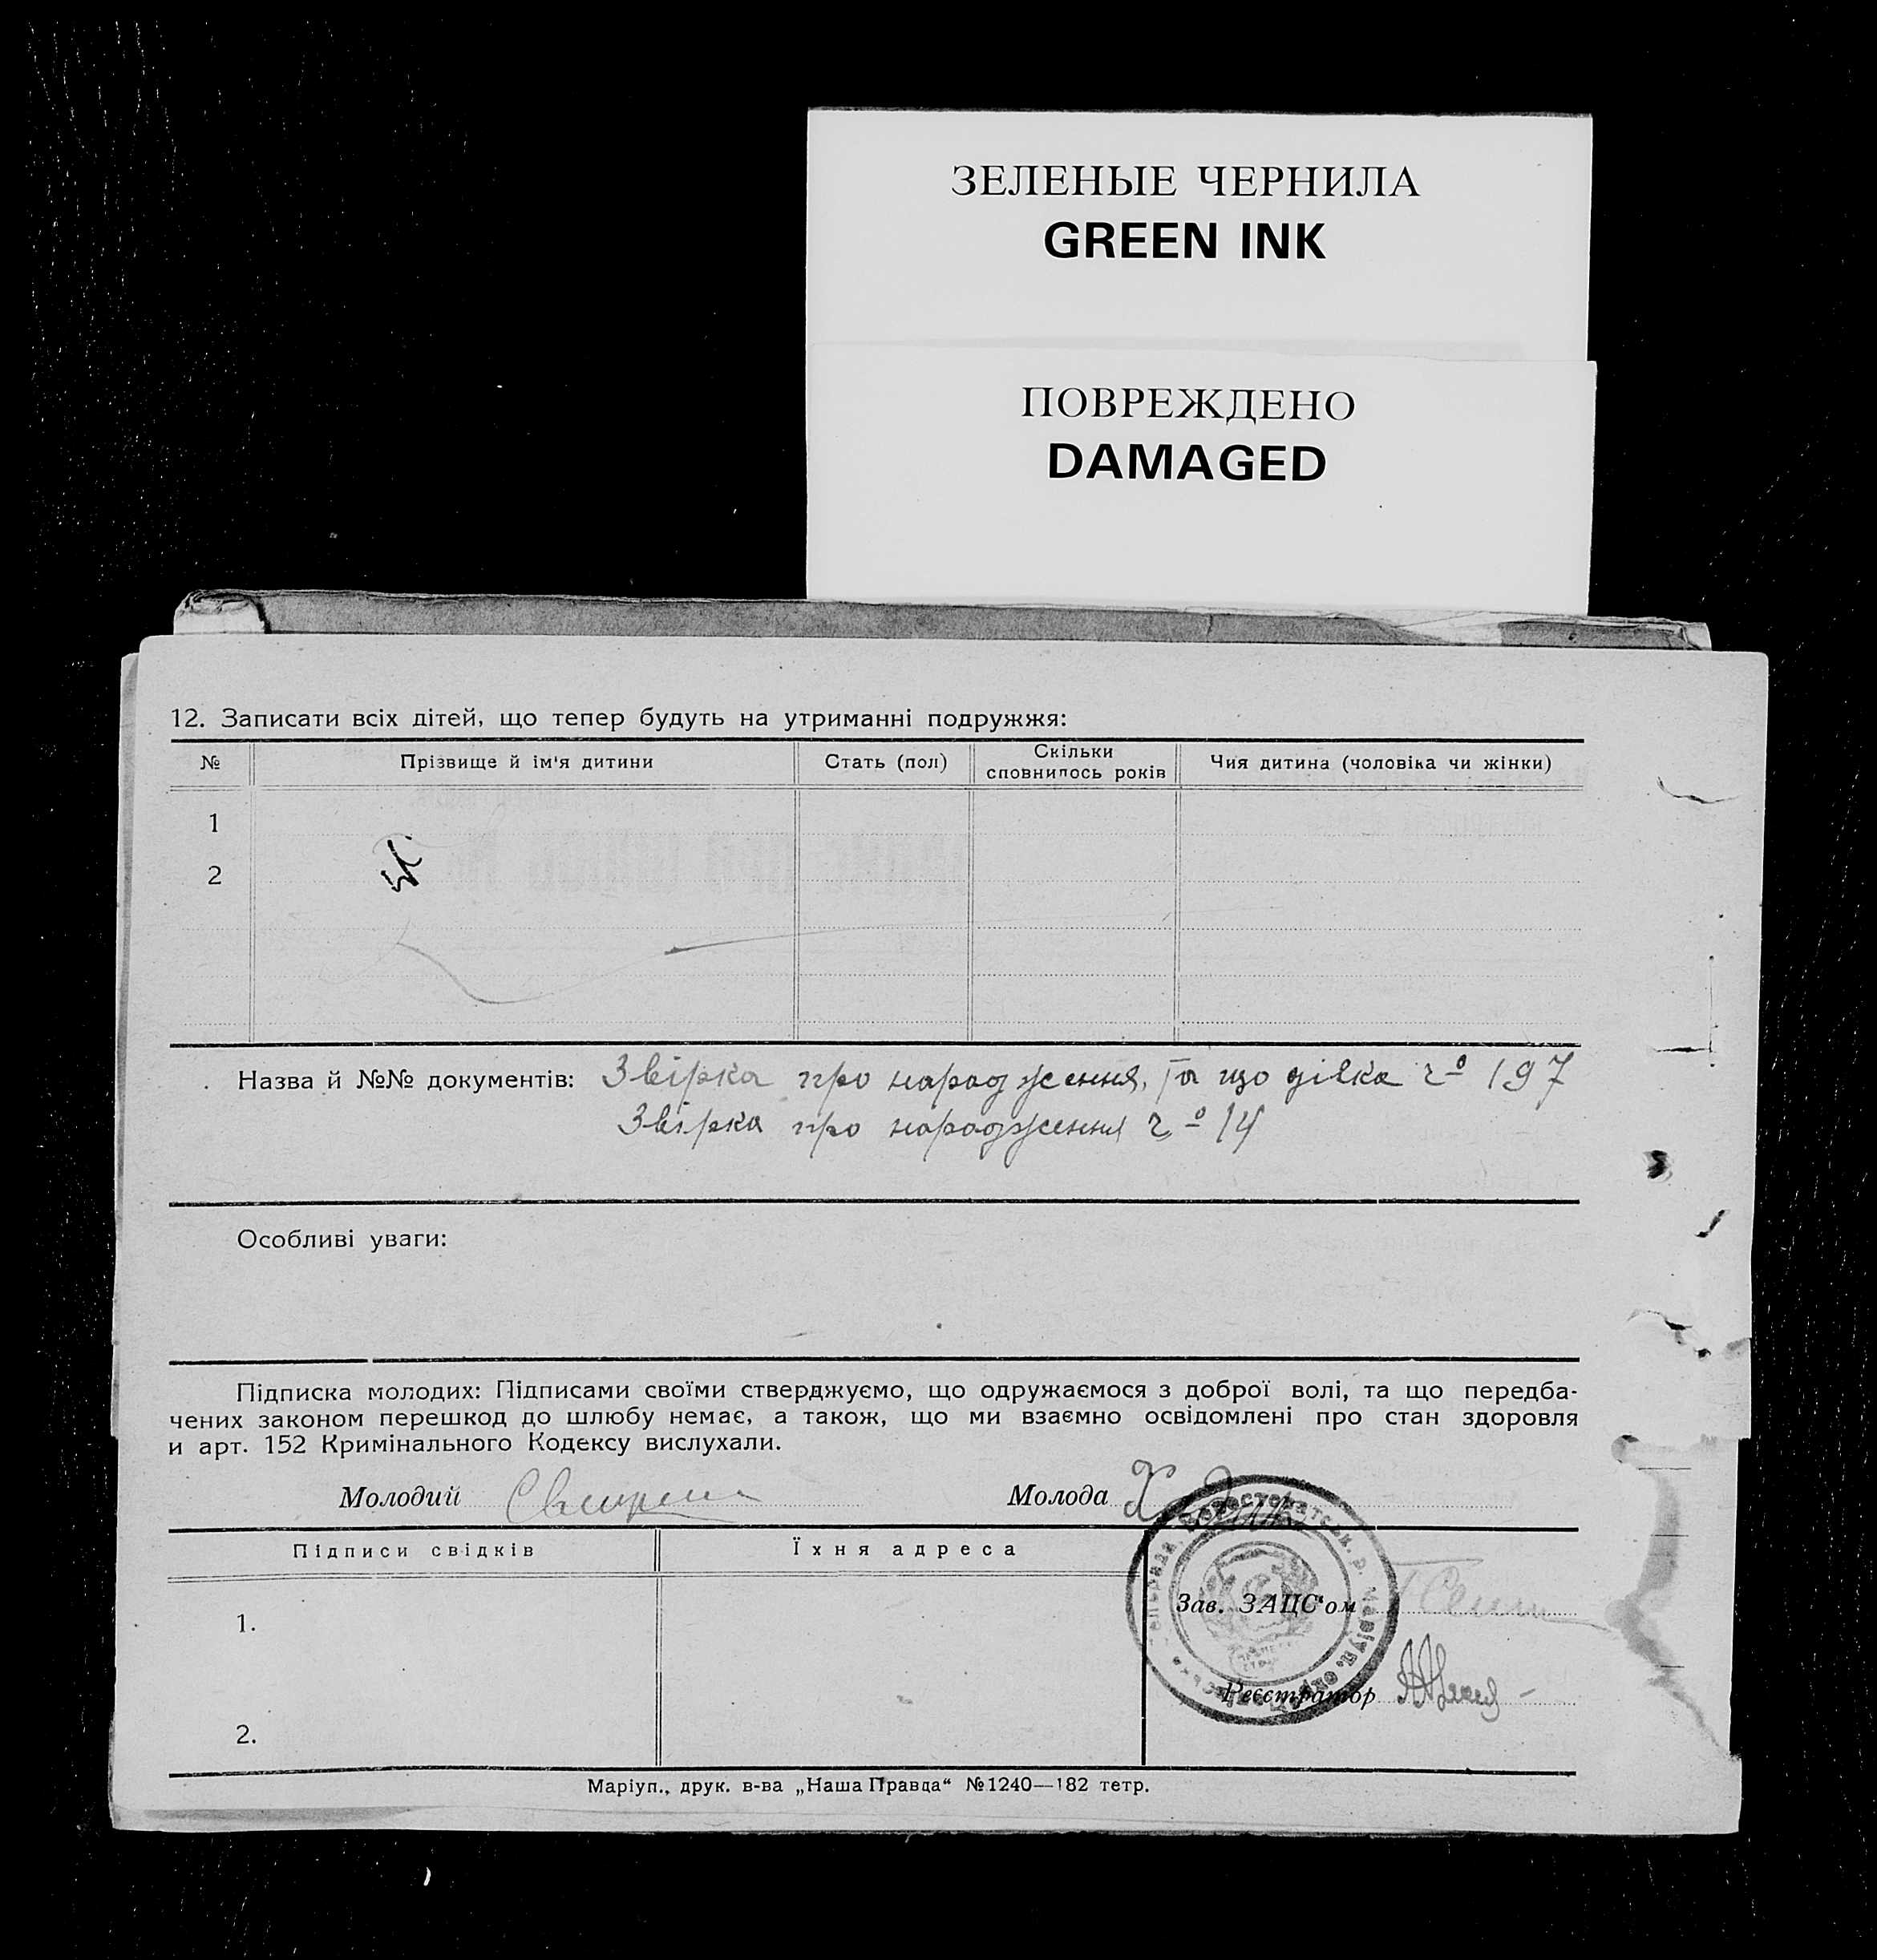 ЗЕЛЕНЫЕ ЧЕРНИЛА
GREEN INK
ПОВРЕЖДЕНО
DAMAGED
12. Записати всіх дітей, що тепер будуть на утриманні подружжя:
№ Прізвище й ім'я дитини Стать (пол) Скільки сповнилось років Чия дитина (чоловіка чи жінки)
1
2
Назва й №№ документів: Звірка про народження, та що дівка ч⁰ 197
Звірка про народження ч⁰ 14
Особливі уваги:
Підписка молодих: Підписами своїми стверджуємо, що одружаємося з доброї волі, та що передба-
чених законом перешкод до шлюбу немає, а також, що ми взаємно освідомлені про стан здоровля
и арт. 152 Кримінального Кодексу вислухали.
Молодий Молода
Підписи свідків Їхня адреса
Зав. ЗАЦС'ом
1.
Реєстратор
2.
Маріуп., друк. в-ва „Наша Правда“ №1240—182 тетр.